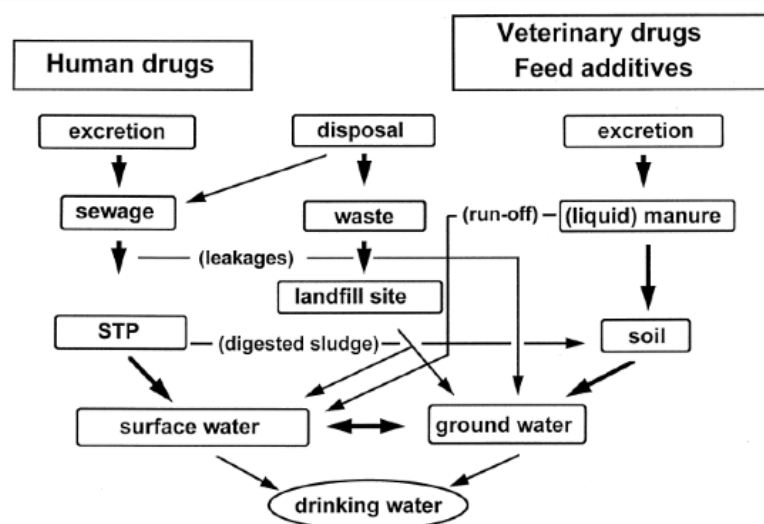 Human drugs
Veterinary drugs
Feed additives
excretion
disposal
excretion
sewage
waste
(run-off)
(liquid) manure
(leakages)
landfill site
STP
(digested sludge)
soil
surface water
ground water
drinking water